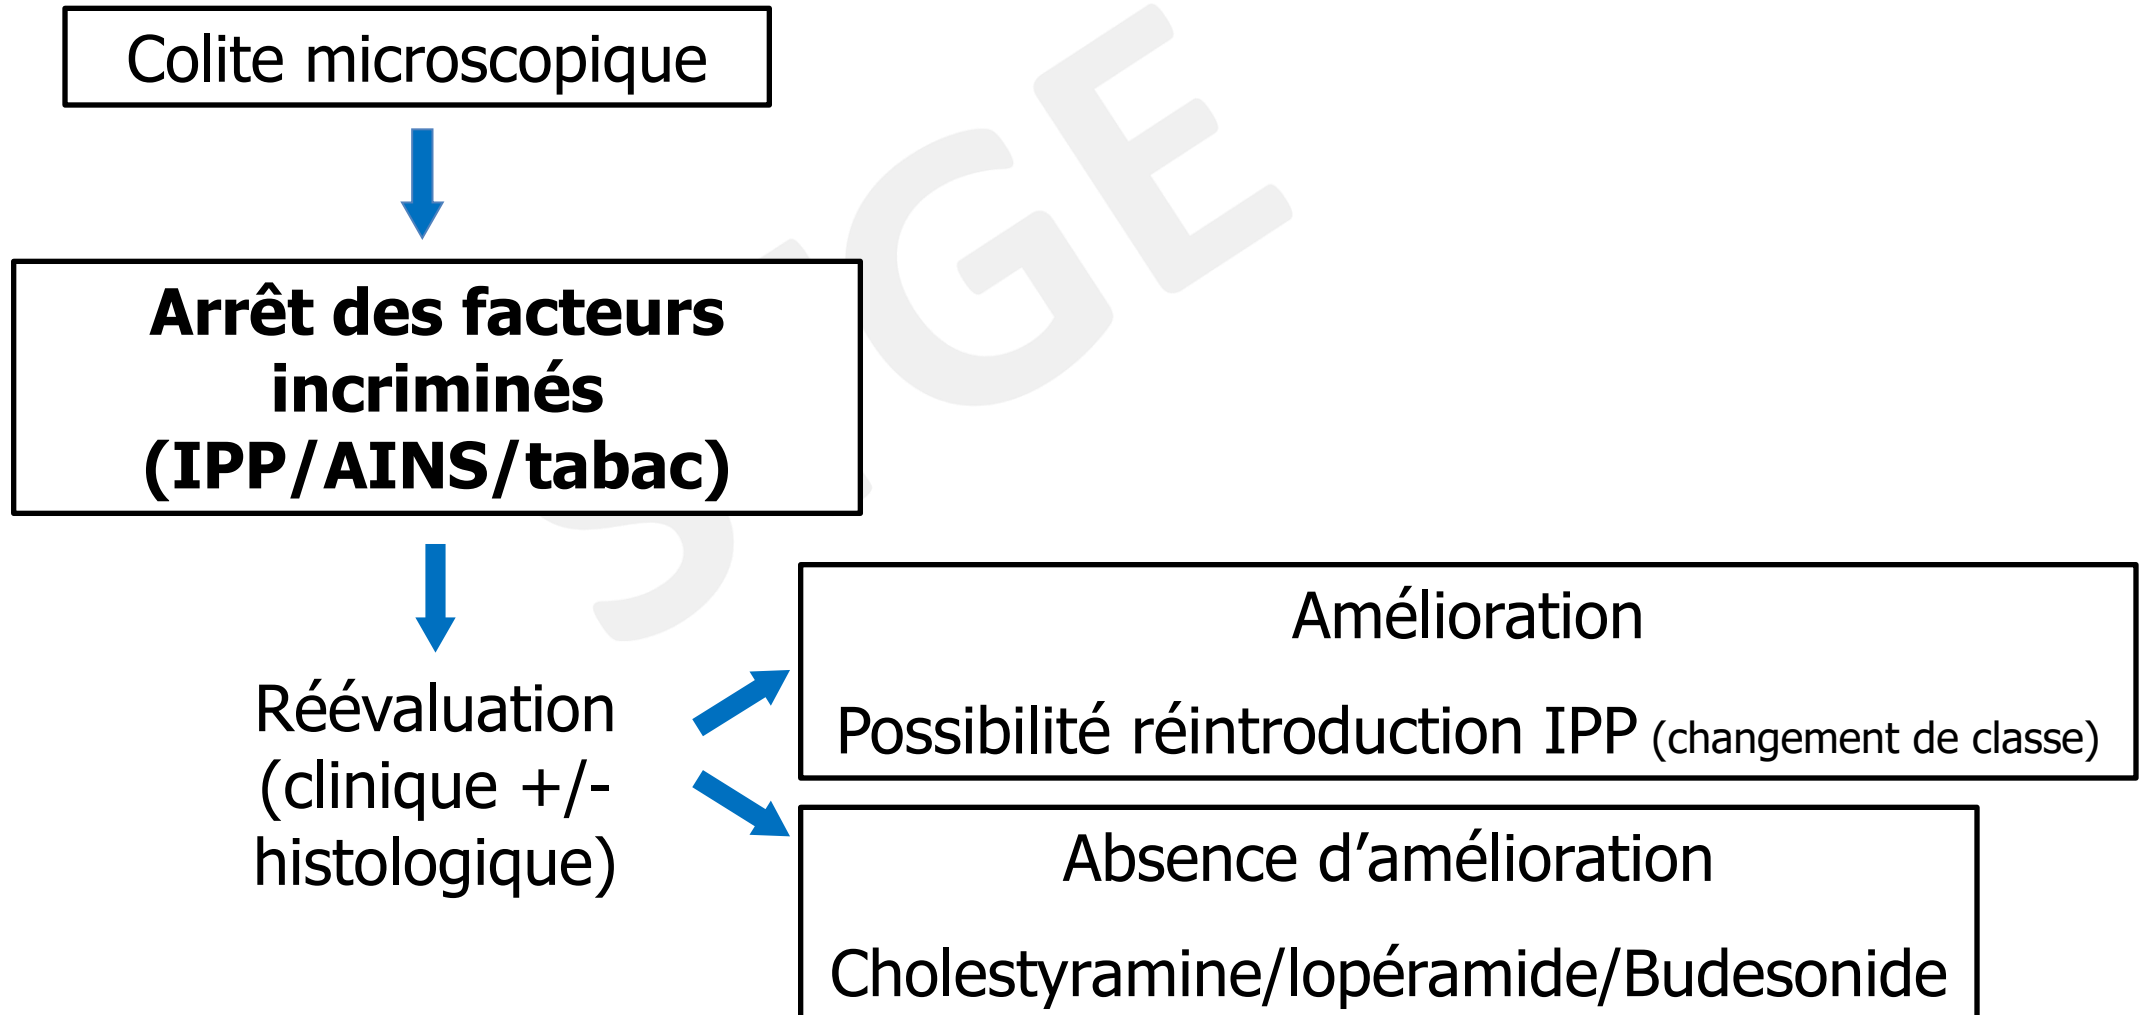 Colite microscopique
Arrêt des facteurs
incriminés
(IPP/AINS/tabac)
Réévaluation
(clinique +/-
histologique)
Amélioration
Possibilité réintroduction IPP (changement de classe)
Absence d’amélioration
Cholestyramine/lopéramide/Budesonide